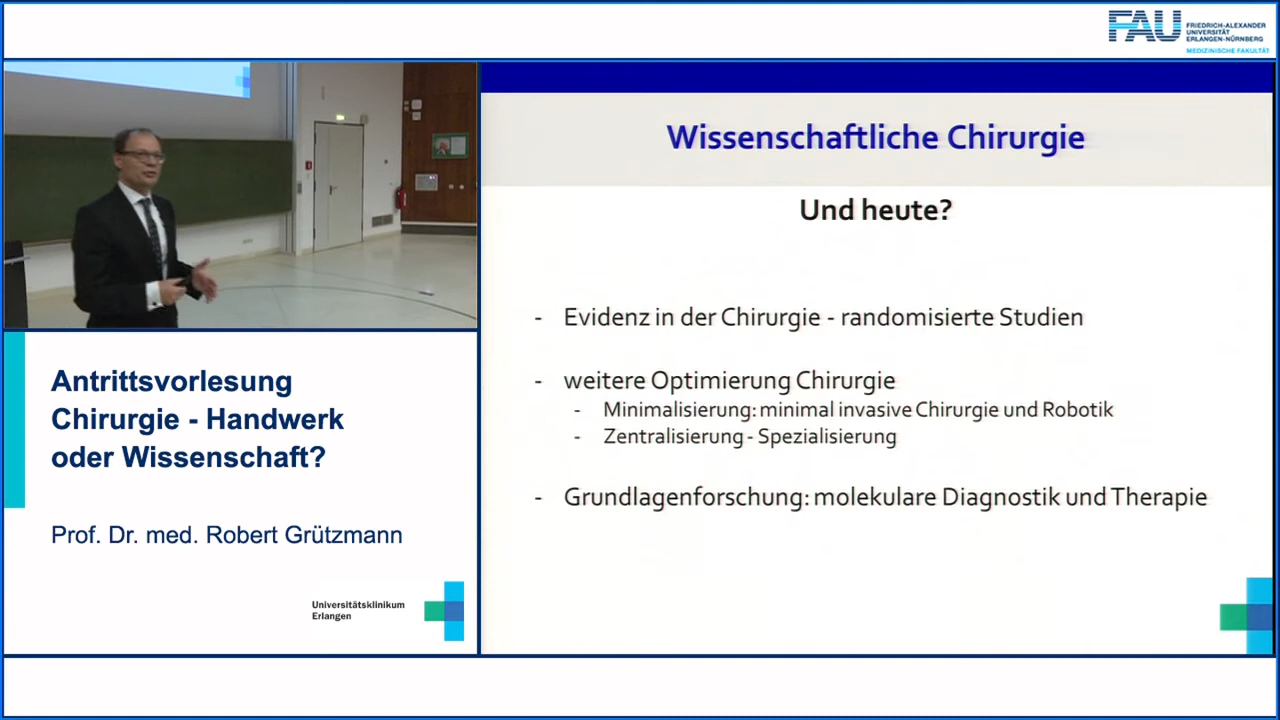 FAU
FRIEDRICH-ALEXANDER
UNIVERSITÄT
ERLANGEN-NÜRNBERG
MEDIZINISCHE FAKULTÄT
Wissenschaftliche Chirurgie
Und heute?
- Evidenz in der Chirurgie - randomisierte Studien
- weitere Optimierung Chirurgie
- Minimalisierung: minimal invasive Chirurgie und Robotik
- Zentralisierung - Spezialisierung
- Grundlagenforschung: molekulare Diagnostik und Therapie
Antrittsvorlesung
Chirurgie - Handwerk
oder Wissenschaft?
Prof. Dr. med. Robert Grützmann
Universitätsklinikum
Erlangen